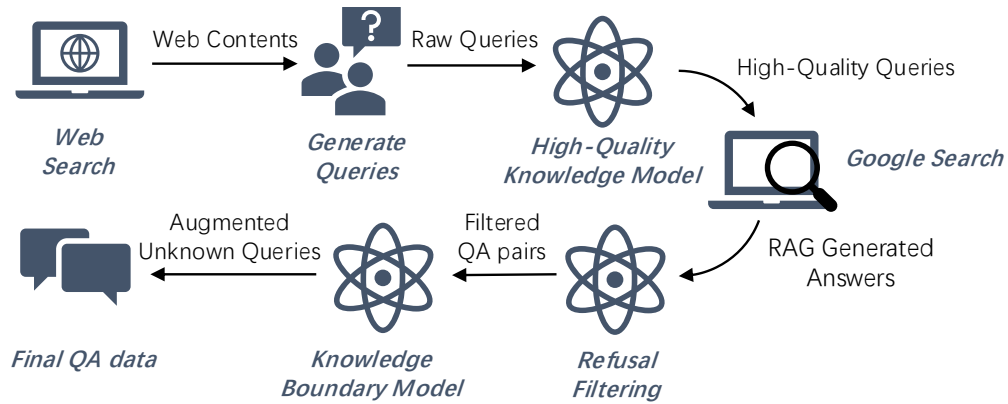 Web Contents
?
Raw Queries
High-Quality Queries
Web
Search
Generate
Queries
High-Quality
Knowledge Model
Google Search
Augmented
Unknown Queries
Filtered
QA pairs
RAG Generated
Answers
Final QA data
Knowledge
Boundary Model
Refusal
Filtering